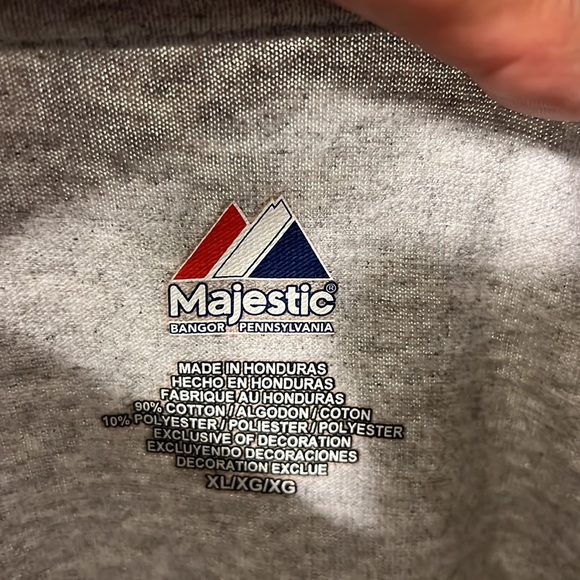 Majestic®
BANGOR PENNSYLVANIA
MADE IN HONDURAS
HECHO EN HONDURAS
FABRIQUE AU HONDURAS
90% COTTON / ALGODON / COTON
10% POLYESTER / POLIESTER / POLYESTER
EXCLUSIVE OF DECORATION
EXCLUYENDO DECORACIONES
DECORATION EXCLUE
XL/XG/XG